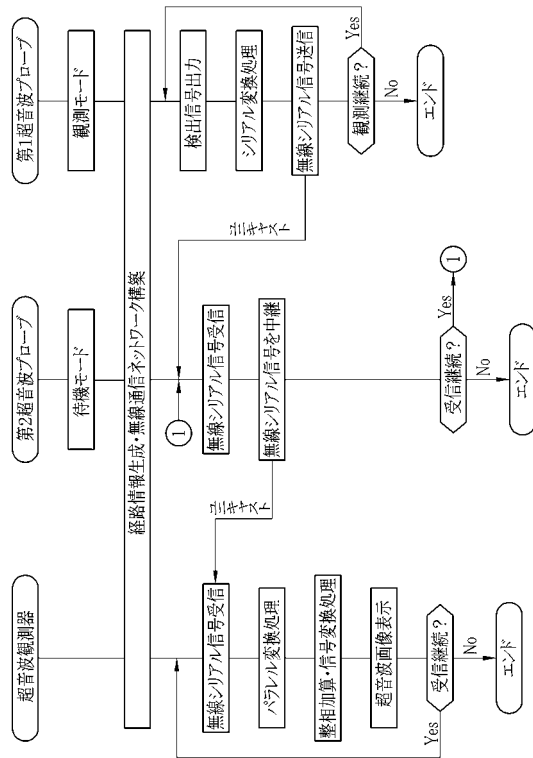 超音波観測器
第2超音波プローブ
第1超音波プローブ
待機モード
観測モード
経路情報生成・無線通信ネットワーク構築
検出信号出力
シリアル変換処理
無線シリアル信号送信
ユニ
キャスト
観測継続？
Yes
No
エンド
1
無線シリアル信号受信
無線シリアル信号を中継
ユニ
キャスト
受信継続？
Yes
1
No
エンド
無線シリアル信号受信
パラレル変換処理
整相加算・信号変換処理
超音波画像表示
受信継続？
Yes
No
エンド